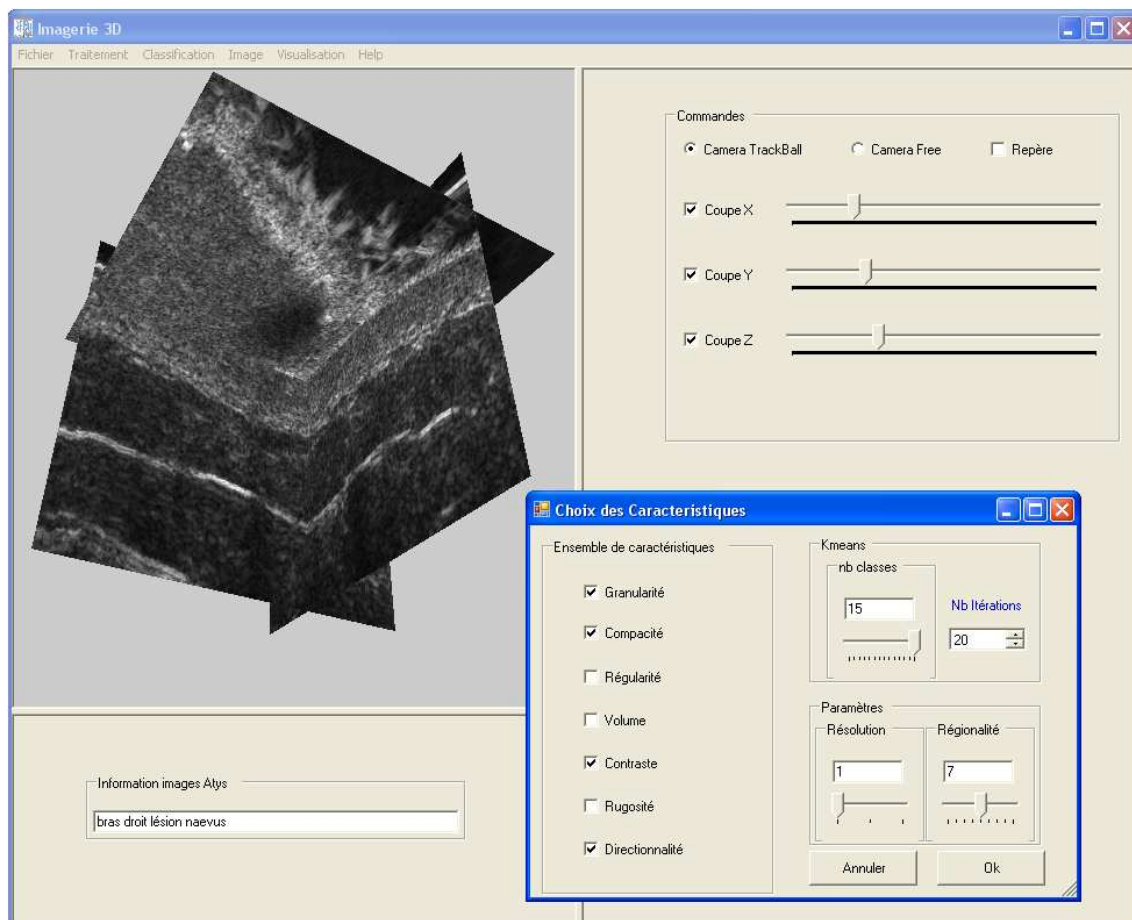 Imagerie 3D
Fichier Traitement Classification Image Visualisation Help
Commandes
Camera TrackBall Camera Free Repère
Coupe X
Coupe Y
Coupe Z
Information images Atys
bras droit lésion naevus
Choix des Caracteristiques
Ensemble de caractéristiques
Granularité
Compacité
Régularité
Volume
Contraste
Rugosité
Directionnalité
Kmeans
nb classes
15
Nb Itérations
20
Paramètres
Résolution
1
Régionalité
7
Annuler
Ok